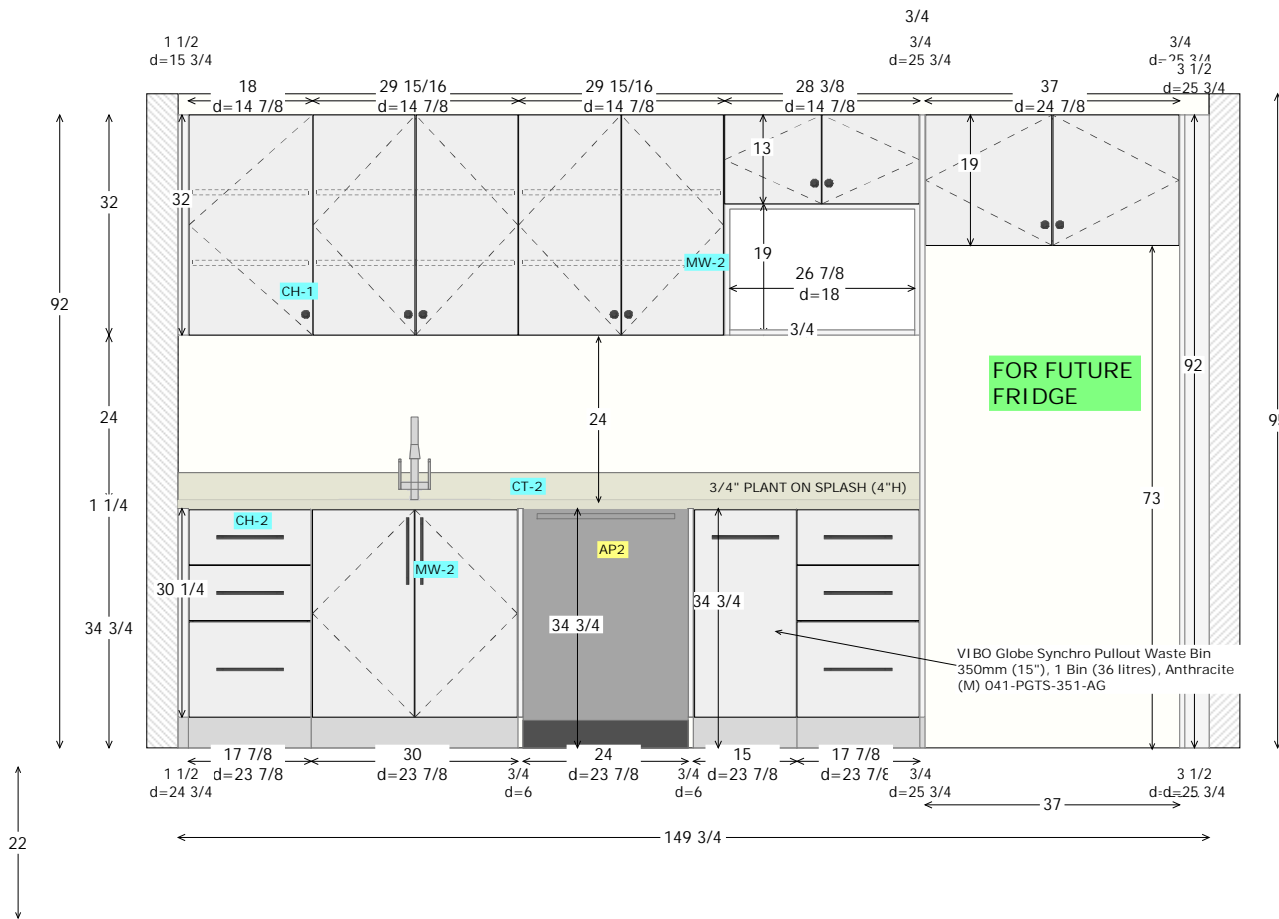 3/4
1 1/2
d=15 3/4
3/4
d=25 3/4
3/4
d=25 3/4
3 1/2
d=25 3/4
18
d=14 7/8
29 15/16
d=14 7/8
29 15/16
d=14 7/8
28 3/8
d=14 7/8
37
d=24 7/8
13
19
32
32
92
19
26 7/8
d=18
3/4
MW-2
CH-1
FOR FUTURE
FRIDGE
92
95
24
24
1 1/4
CT-2
3/4" PLANT ON SPLASH (4"H)
73
CH-2
AP2
MW-2
30 1/4
34 3/4
34 3/4
34 3/4
VIBO Globe Synchro Pullout Waste Bin
350mm (15"), 1 Bin (36 litres), Anthracite
(M) 041-PGTS-351-AG
17 7/8
d=23 7/8
30
d=23 7/8
24
d=23 7/8
15
d=23 7/8
17 7/8
d=23 7/8
1 1/2
d=24 3/4
3/4
d=6
3/4
d=6
3/4
d=25 3/4
3 1/2
d=25 3/4
37
149 3/4
22